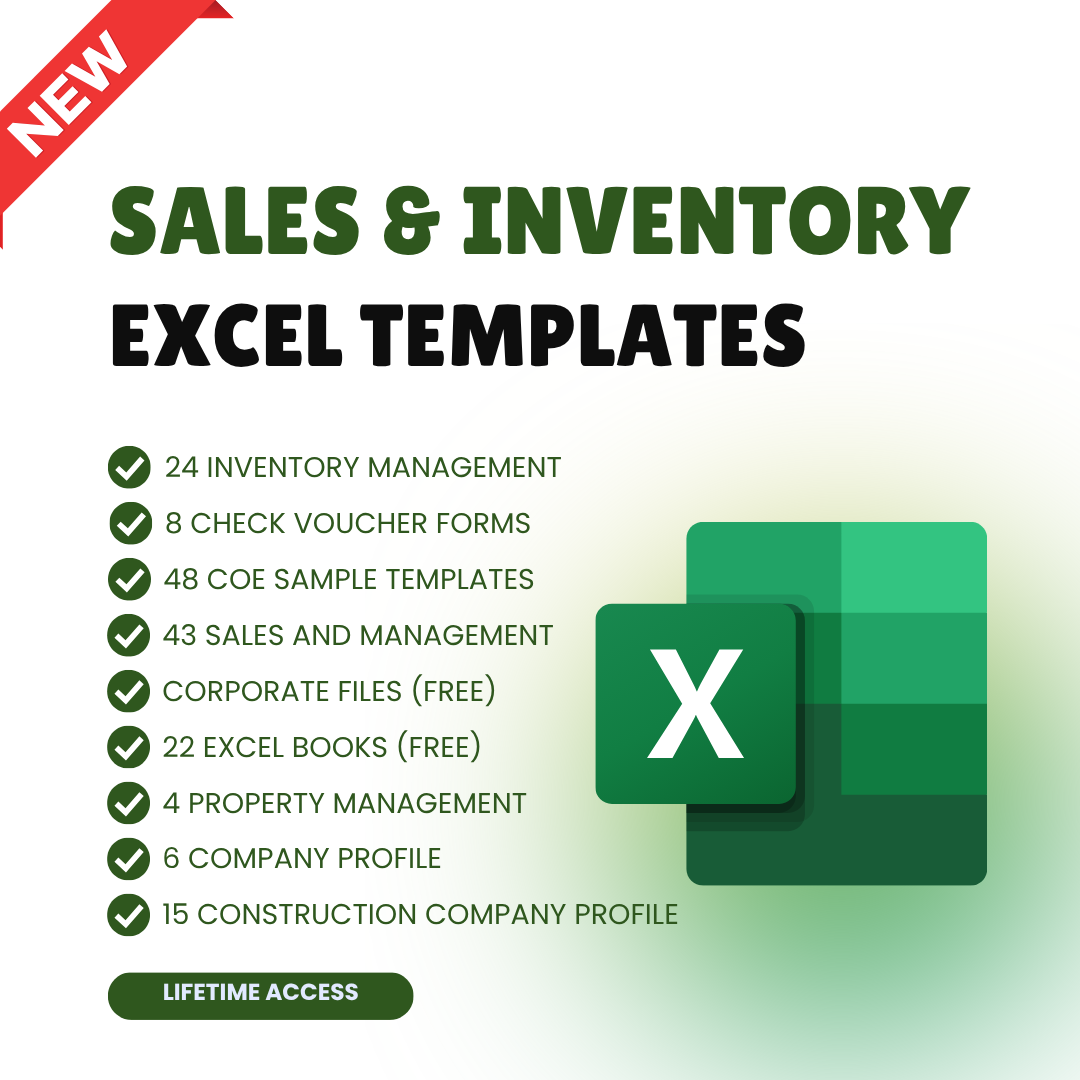 NEW
SALES & INVENTORY
EXCEL TEMPLATES
24 INVENTORY MANAGEMENT
8 CHECK VOUCHER FORMS
48 COE SAMPLE TEMPLATES
43 SALES AND MANAGEMENT
CORPORATE FILES (FREE)
22 EXCEL BOOKS (FREE)
4 PROPERTY MANAGEMENT
6 COMPANY PROFILE
15 CONSTRUCTION COMPANY PROFILE
X
LIFETIME ACCESS